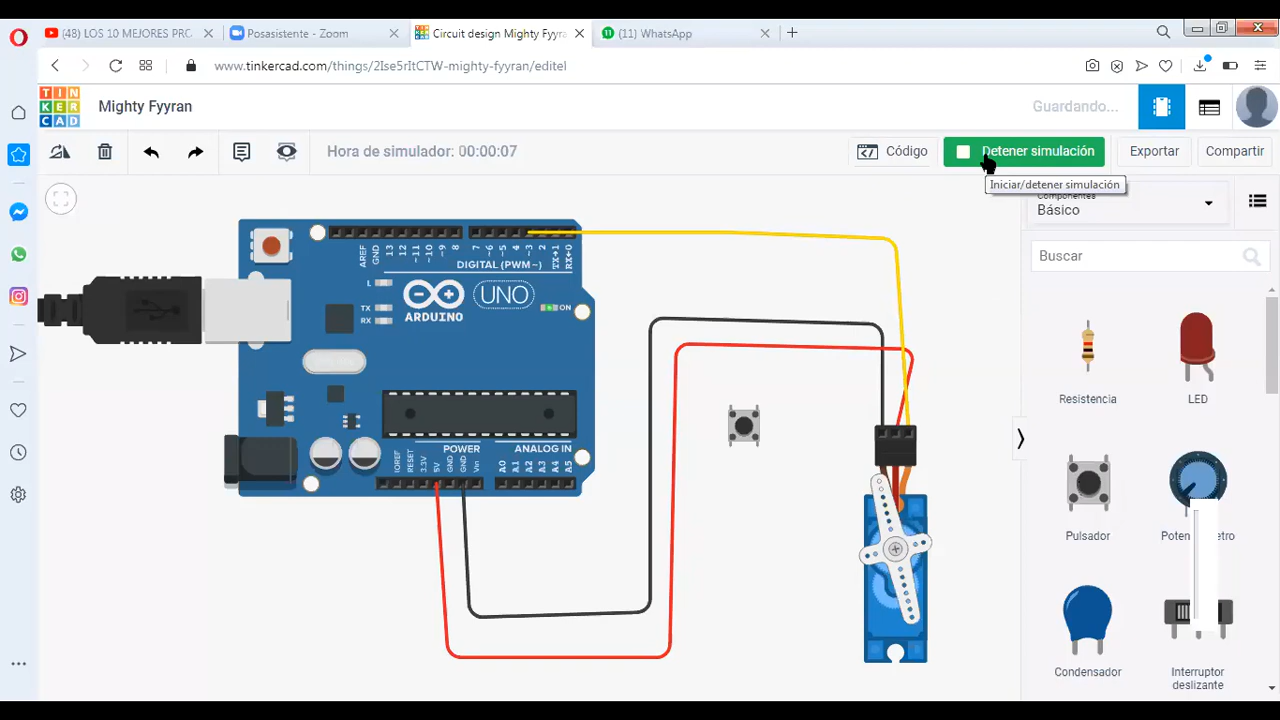 (48) LOS 10 MEJORES PRO
Posasistente - Zoom
Circuit design Mighty Fyyra
(11) WhatsApp
www.tinkercad.com/things/2Ise5rItCTW-mighty-fyyran/editel
TIN
KER
CAD
Mighty Fyyran
Guardando...
Hora de simulador: 00:00:07
Código
Detener simulación
Exportar
Compartir
Iniciar/detener simulación
Componentes
Básico
Buscar
AREF
GND
13
12
~11
~10
~9
8
7
~6
~5
4
~3
2
TX→1
RX←0
DIGITAL (PWM~)
L
TX
RX
UNO
ON
ARDUINO
Resistencia
LED
POWER
ANALOG IN
IOREF
RESET
3.3V
5V
GND
GND
Vin
A0
A1
A2
A3
A4
A5
Pulsador
Condensador
Interruptor
deslizante